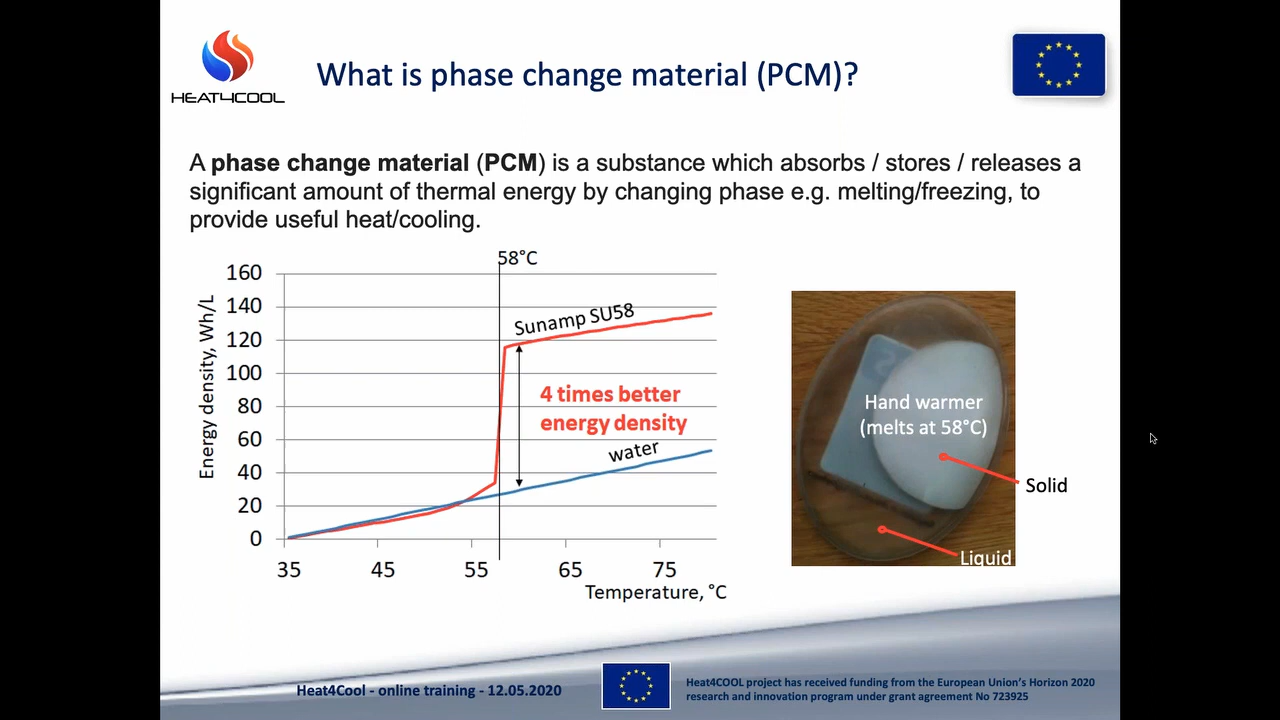 HEAT4COOL
What is phase change material (PCM)?
A phase change material (PCM) is a substance which absorbs / stores / releases a
significant amount of thermal energy by changing phase e.g. melting/freezing, to
provide useful heat/cooling.
58°C
160
140
120
100
80
60
40
20
0
Energy density, Wh/L
Sunamp SU58
4 times better
energy density
water
35 45 55 65 75
Temperature, °C
Hand warmer
(melts at 58°C)
Solid
Liquid
Heat4Cool - online training - 12.05.2020
Heat4COOL project has received funding from the European Union's Horizon 2020
research and innovation program under grant agreement No 723925